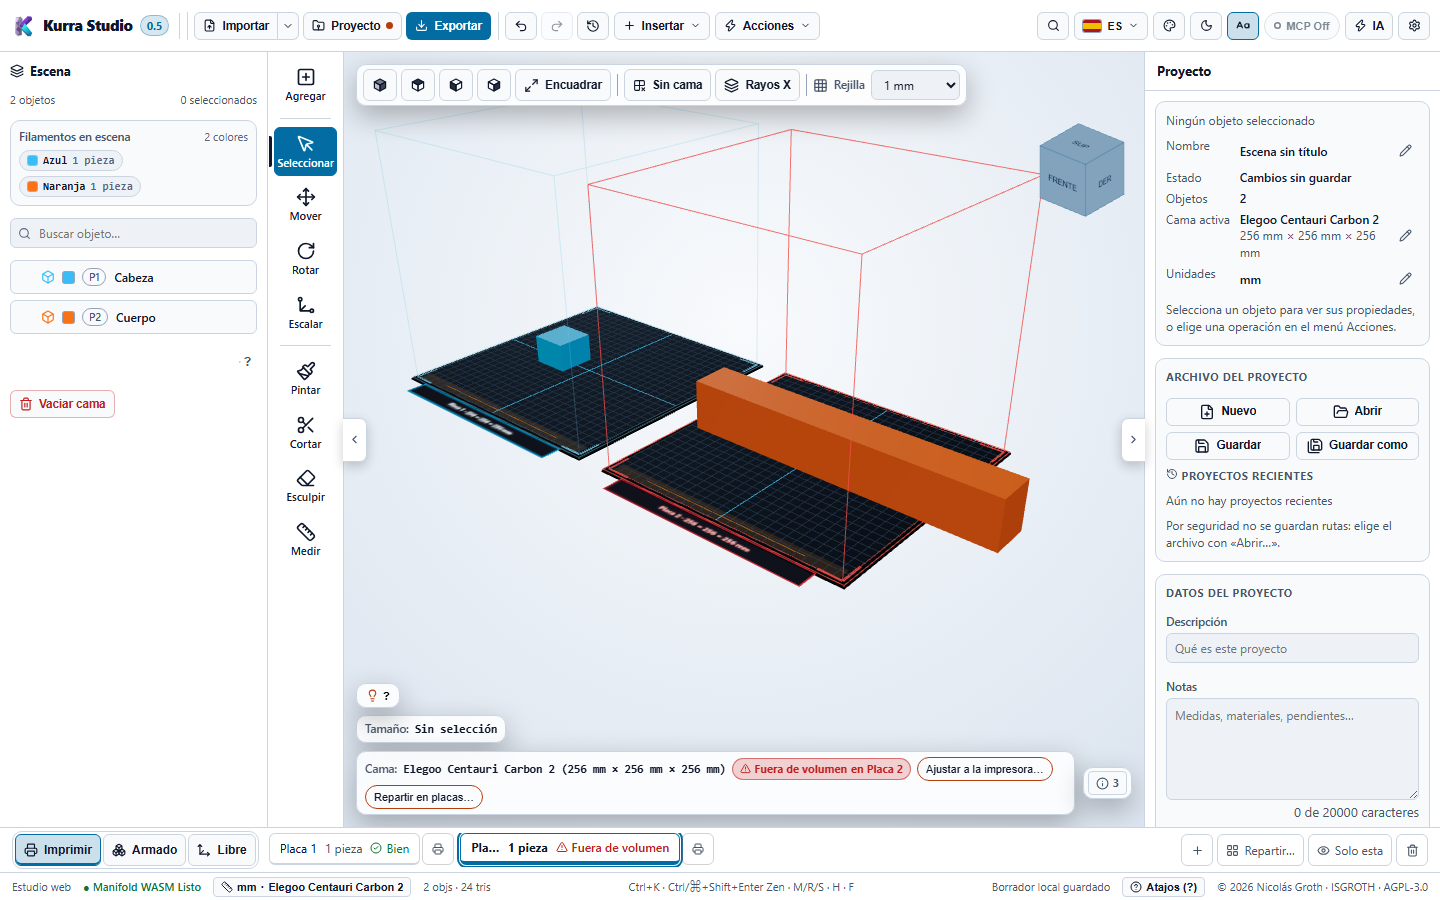 Kurra Studio 0.5 Importar Proyecto Exportar Insertar Acciones ES Aa MCP Off IA
Escena
2 objetos 0 seleccionados
Filamentos en escena 2 colores
Azul 1 pieza
Naranja 1 pieza
Buscar objeto...
P1 Cabeza
P2 Cuerpo
?
Vaciar cama
Agregar
Seleccionar
Mover
Rotar
Escalar
Pintar
Cortar
Esculpir
Medir
Encuadrar Sin cama Rayos X Rejilla 1 mm
SUP
FRENTE DER
?
Tamaño: Sin selección
Cama: Elegoo Centauri Carbon 2 (256 mm × 256 mm × 256 mm) Fuera de volumen en Placa 2 Ajustar a la impresora...
Repartir en placas...
3
Proyecto
Ningún objeto seleccionado
Nombre Escena sin título
Estado Cambios sin guardar
Objetos 2
Cama activa Elegoo Centauri Carbon 2
256 mm × 256 mm × 256
mm
Unidades mm
Selecciona un objeto para ver sus propiedades,
o elige una operación en el menú Acciones.
ARCHIVO DEL PROYECTO
Nuevo Abrir
Guardar Guardar como
PROYECTOS RECIENTES
Aún no hay proyectos recientes
Por seguridad no se guardan rutas: elige el
archivo con «Abrir...».
DATOS DEL PROYECTO
Descripción
Qué es este proyecto
Notas
Medidas, materiales, pendientes...
0 de 20000 caracteres
Imprimir Armado Libre Placa 1 1 pieza Bien Pla... 1 pieza Fuera de volumen Repartir... Solo esta
Estudio web Manifold WASM Listo mm · Elegoo Centauri Carbon 2 2 objs · 24 tris Ctrl+K · Ctrl/⌘+Shift+Enter Zen · M/R/S · H · F Borrador local guardado Atajos (?) © 2026 Nicolás Groth · ISGROTH · AGPL-3.0